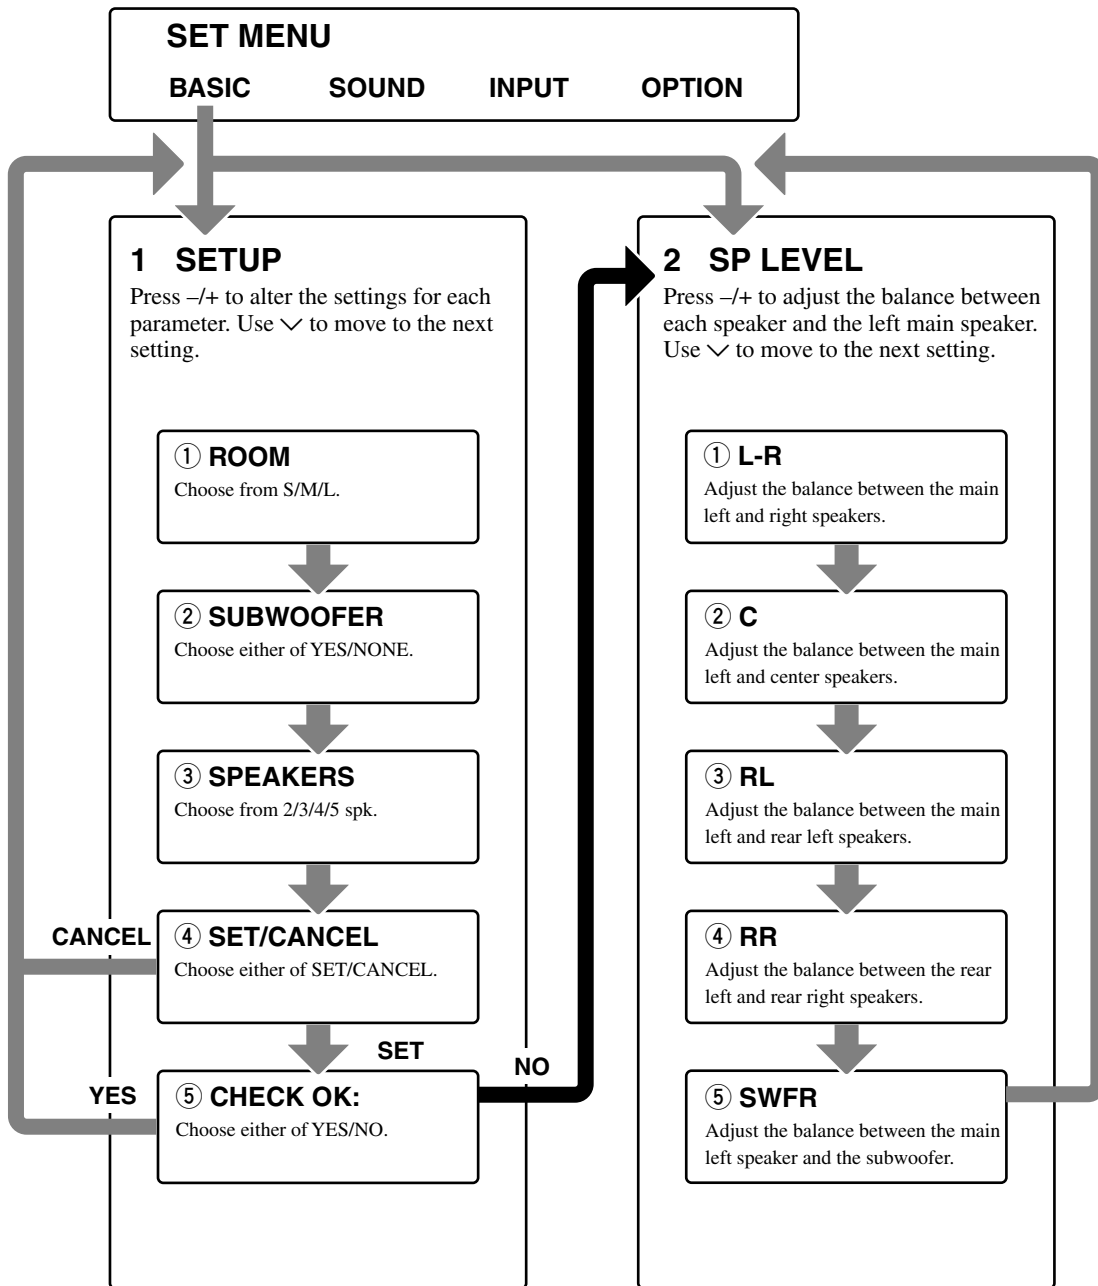 SET MENU
BASIC SOUND INPUT OPTION
1 SETUP
Press –/+ to alter the settings for each
parameter. Use ﹀ to move to the next
setting.
① ROOM
Choose from S/M/L.
② SUBWOOFER
Choose either of YES/NONE.
③ SPEAKERS
Choose from 2/3/4/5 spk.
CANCEL
④ SET/CANCEL
Choose either of SET/CANCEL.
SET
NO
YES
⑤ CHECK OK:
Choose either of YES/NO.
2 SP LEVEL
Press –/+ to adjust the balance between
each speaker and the left main speaker.
Use ﹀ to move to the next setting.
① L-R
Adjust the balance between the main
left and right speakers.
② C
Adjust the balance between the main
left and center speakers.
③ RL
Adjust the balance between the main
left and rear left speakers.
④ RR
Adjust the balance between the rear
left and rear right speakers.
⑤ SWFR
Adjust the balance between the main
left speaker and the subwoofer.